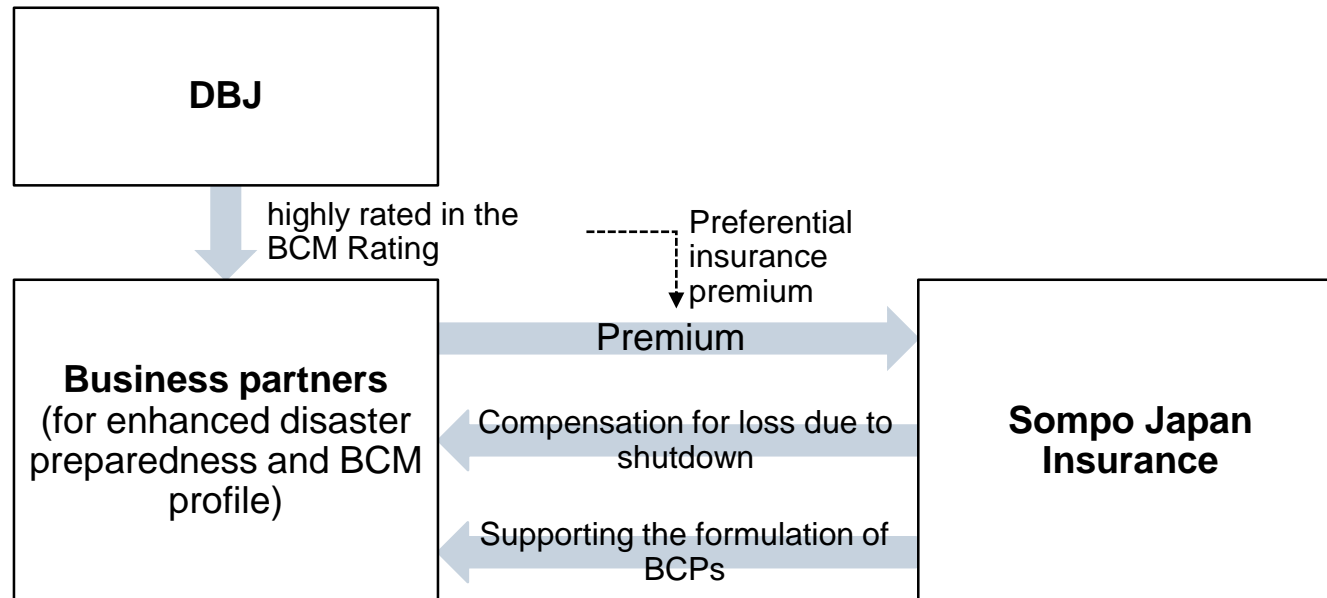 DBJ
highly rated in the
BCM Rating
Preferential
insurance
premium
Premium
Business partners
(for enhanced disaster
preparedness and BCM
profile)
Compensation for loss due to
shutdown
Supporting the formulation of
BCPs
Sompo Japan
Insurance